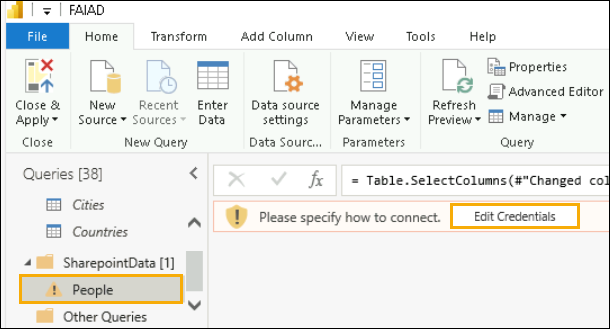 FAIAD
File Home Transform Add Column View Tools Help
Close & Apply New Source Recent Sources Enter Data Data source settings Manage Parameters Refresh Preview Properties
Advanced Editor
Manage
Close New Query Data Sourc... Parameters Query
Queries [38]
= Table.SelectColumns(#"Changed col
Cities
Please specify how to connect. Edit Credentials
Countries
SharepointData [1]
People
Other Queries